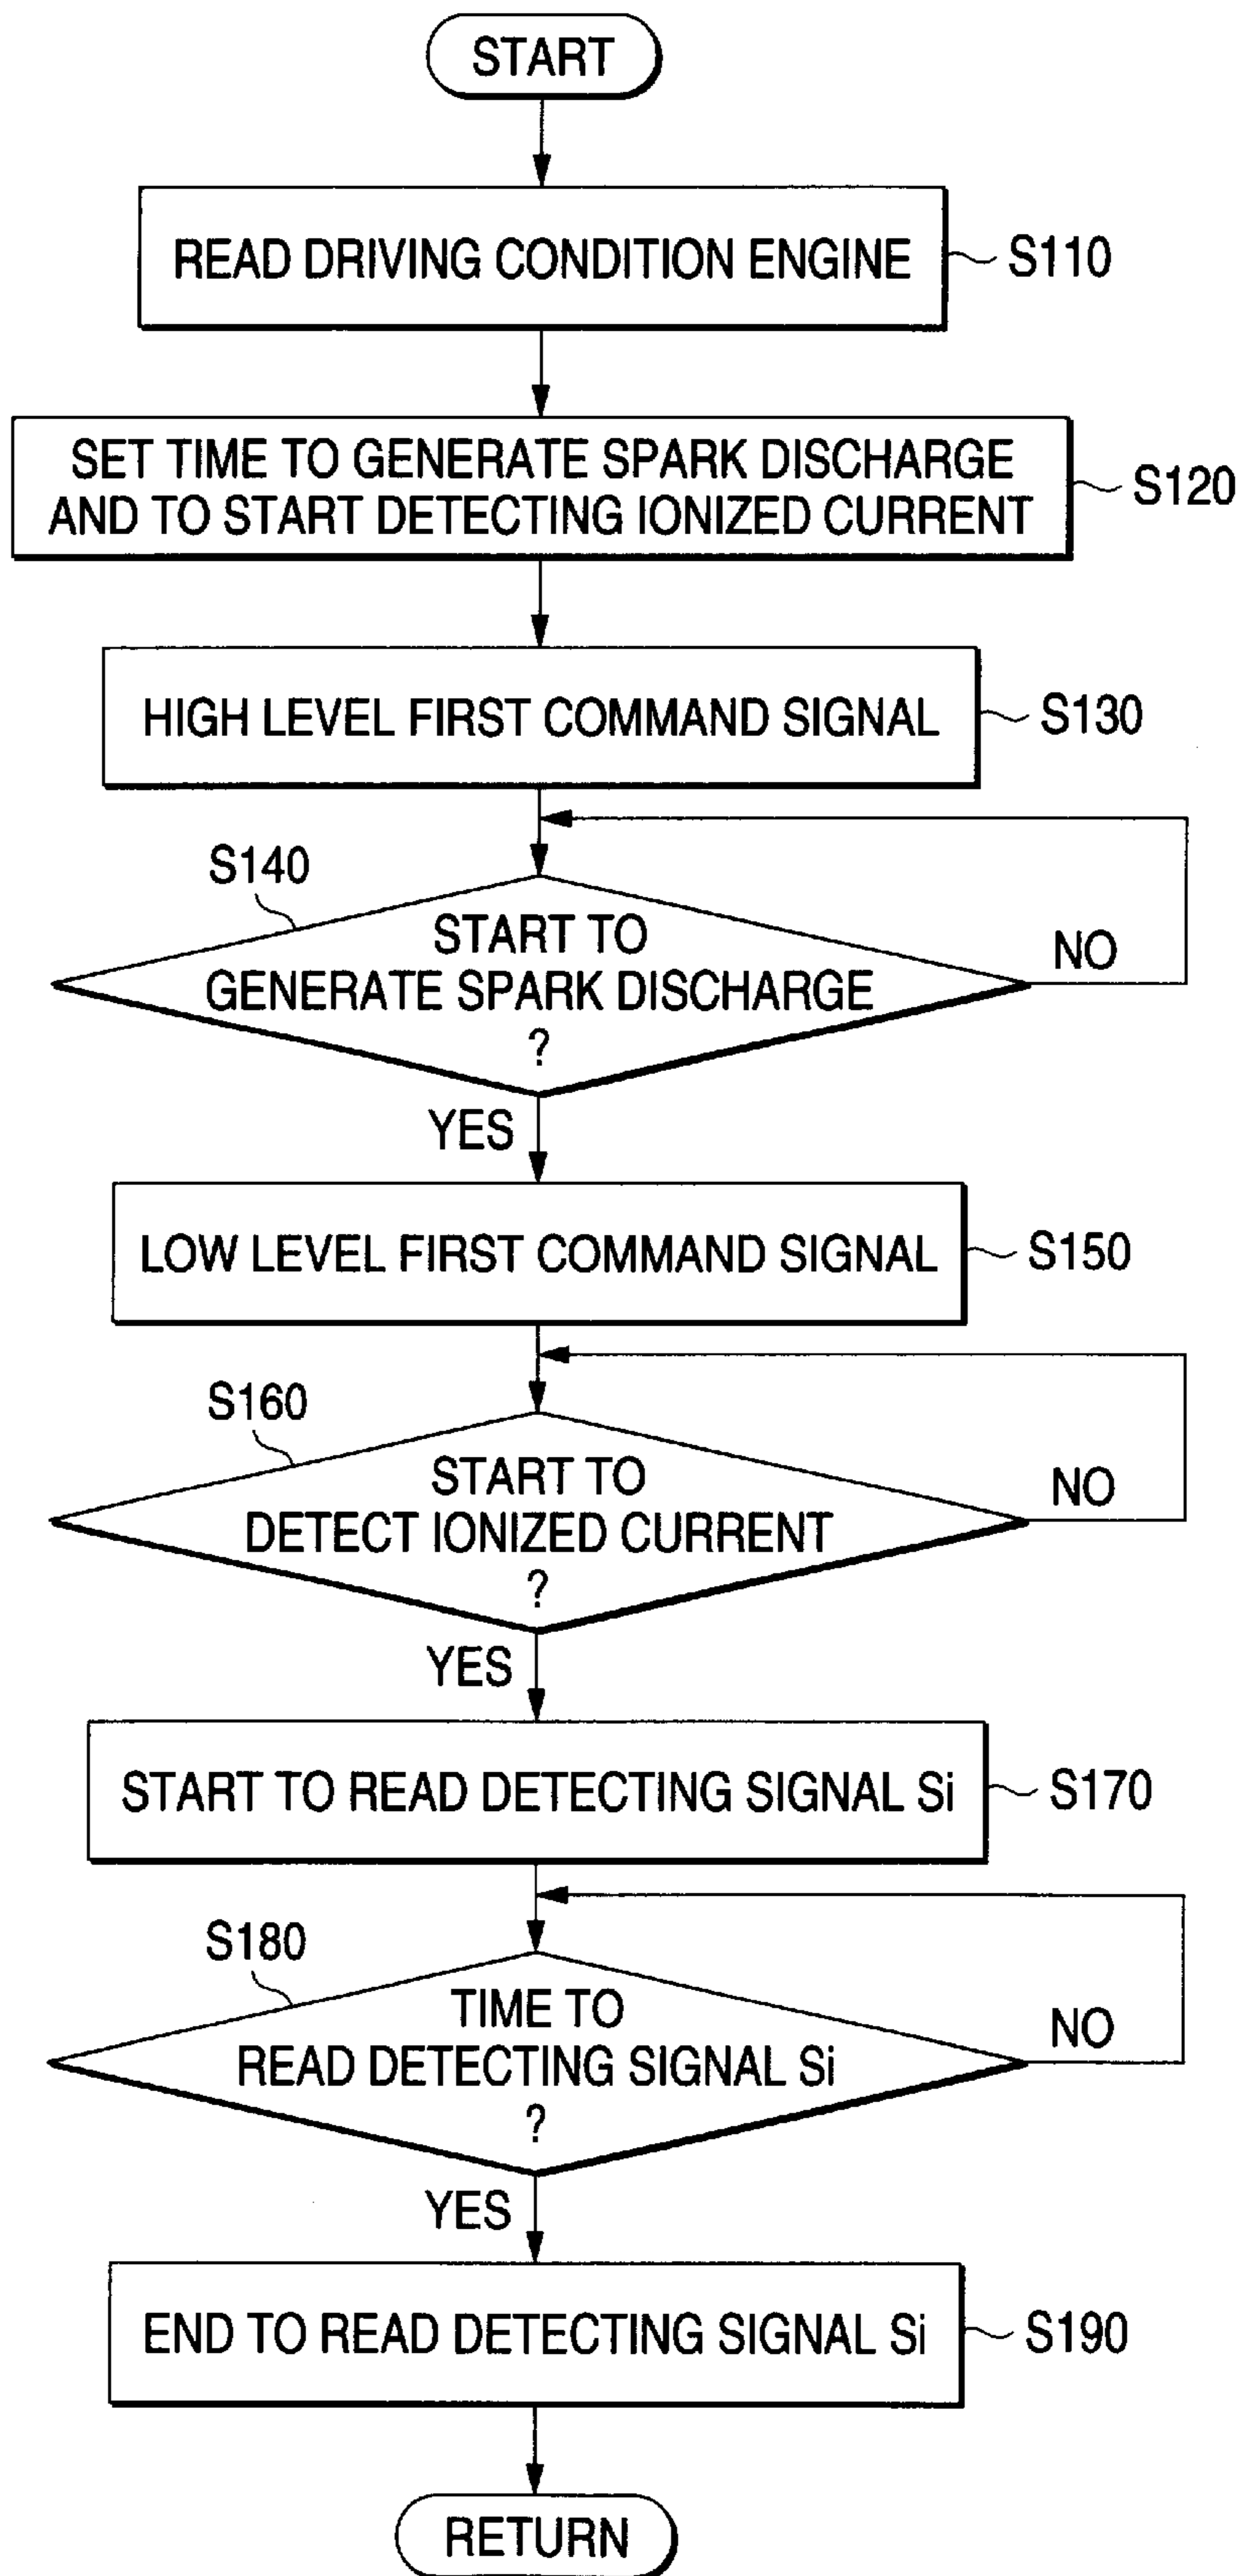 START
READ DRIVING CONDITION ENGINE
S110
SET TIME TO GENERATE SPARK DISCHARGE
AND TO START DETECTING IONIZED CURRENT
S120
HIGH LEVEL FIRST COMMAND SIGNAL
S130
S140
START TO
GENERATE SPARK DISCHARGE
?
NO
YES
LOW LEVEL FIRST COMMAND SIGNAL
S150
S160
START TO
DETECT IONIZED CURRENT
?
NO
YES
START TO READ DETECTING SIGNAL Si
S170
S180
TIME TO
READ DETECTING SIGNAL Si
?
NO
YES
END TO READ DETECTING SIGNAL Si
S190
RETURN